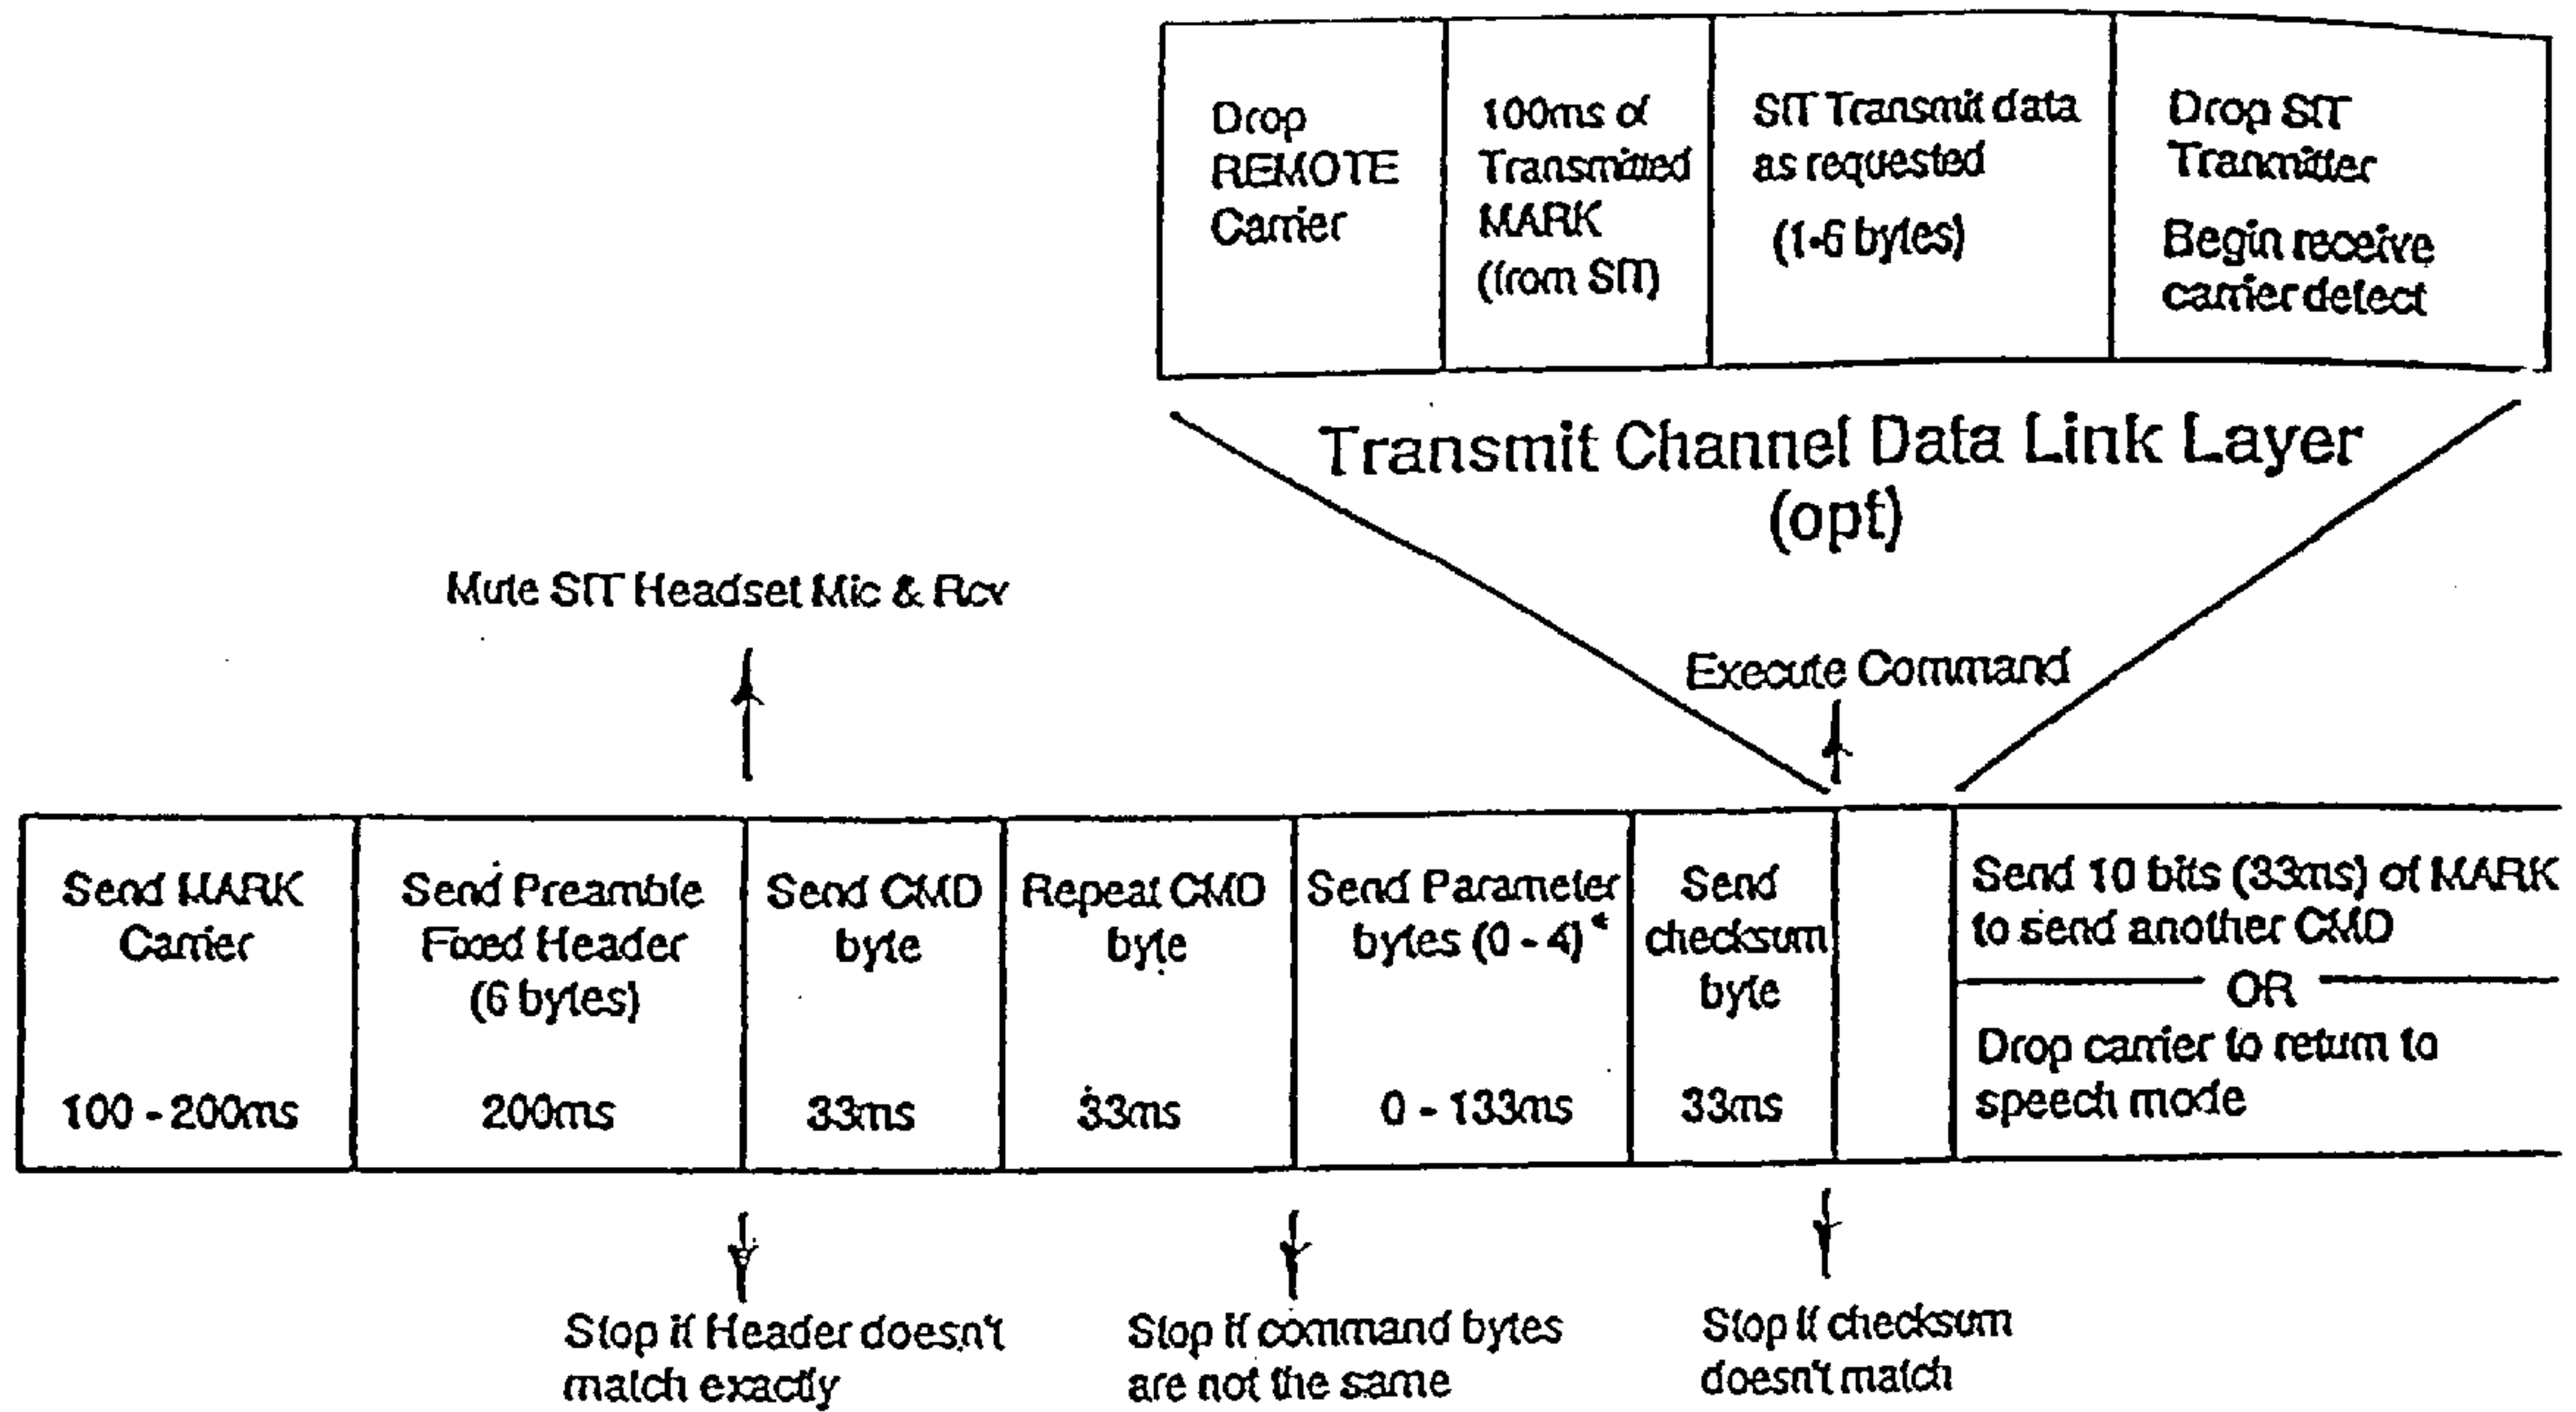 Drop
REMOTE
Carrier
100ms of
Transmitted
MARK
(from SIT)
SIT Transmit data
as requested
(1-6 bytes)
Drop SIT
Tranmitter
Begin receive
carrier detect
Transmit Channel Data Link Layer
(opt)
Mute SIT Headset Mic & Rcv
Execute Command
Send MARK
Carrier
100 - 200ms
Send Preamble
Fixed Header
(6 bytes)
200ms
Send CMD
byte
33ms
Repeat CMD
byte
33ms
Send Parameter
bytes (0 - 4)*
0 - 133ms
Send
checksum
byte
33ms
Send 10 bits (33ms) of MARK
to send another CMD
OR
Drop carrier to return to
speech mode
Stop if Header doesn't
match exactly
Stop if command bytes
are not the same
Stop if checksum
doesn't match